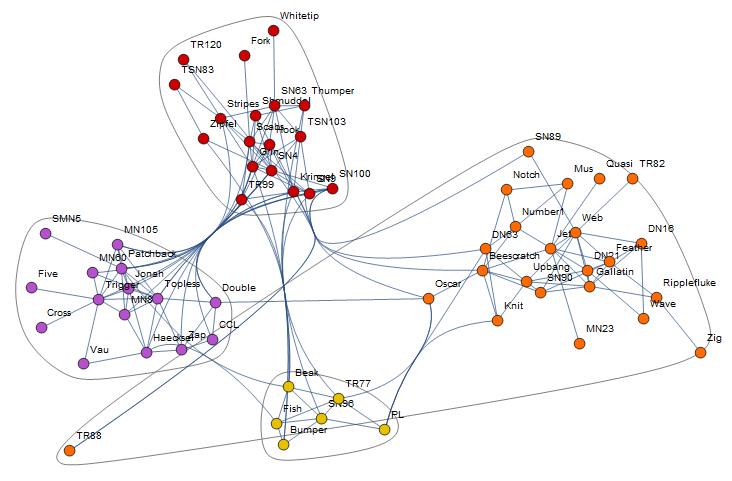 Whitetip
Fork
TR120
TSN83
SN63
Thumper
Stripes
Shmuddel
Zipfel
TSN103
Scabs
Hook
Grin
SN4
TR99
Kringel
SN9
SN100
SN89
Notch
Mus
Quasi
TR82
Number1
Web
DN63
Jet
DN16
Feather
Beescratch
DN21
Upbang
Gallatin
SN90
Ripplefluke
Oscar
Knit
Wave
MN23
Zig
SMN5
MN105
Patchback
MN60
Five
Jonah
Trigger
Topless
Double
MN83
Cross
CCL
Zap
Haecksel
Vau
Beak
TR77
Fish
SN96
PL
Bumper
TR88